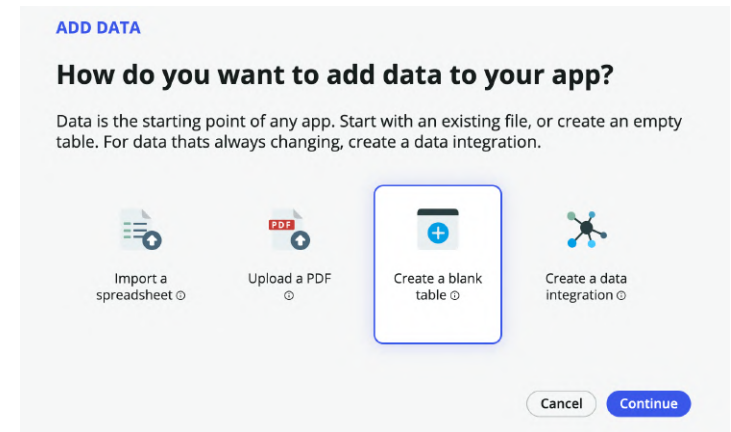 ADD DATA
How do you want to add data to your app?
Data is the starting point of any app. Start with an existing file, or create an empty
table. For data thats always changing, create a data integration.
PDF
Import a
spreadsheet
Upload a PDF
Create a blank
table
Create a data
integration
Cancel
Continue